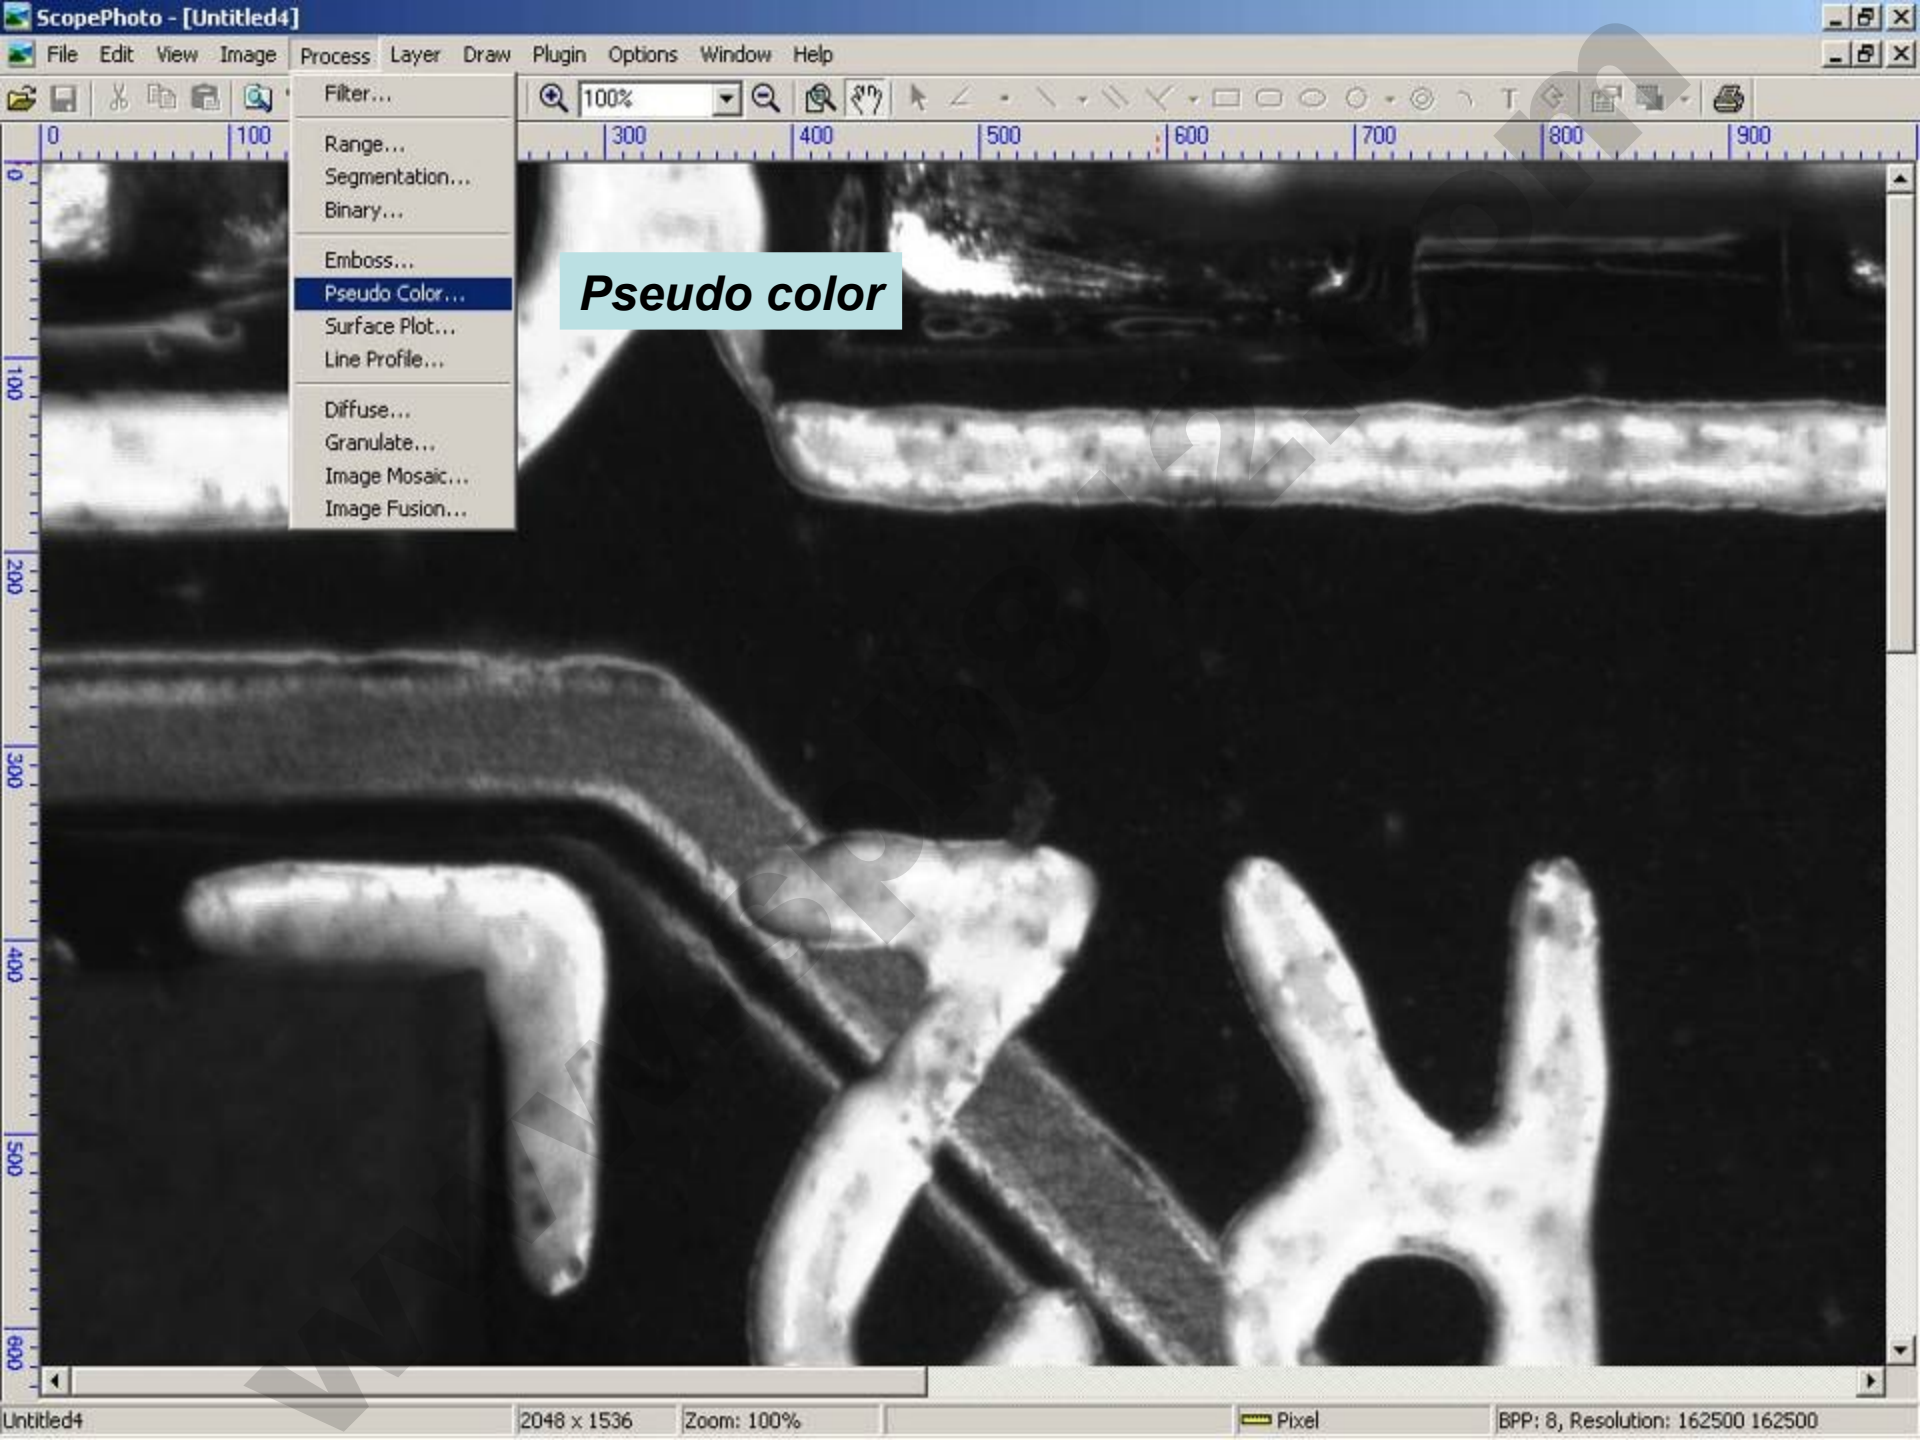 ScopePhoto - [Untitled4]
File Edit View Image Process Layer Draw Plugin Options Window Help
100%
Filter...
Range...
Segmentation...
Binary...
Emboss...
Pseudo Color...
Surface Plot...
Line Profile...
Diffuse...
Granulate...
Image Mosaic...
Image Fusion...
0 100 300 400 500 600 700 800 900
0
100
200
300
400
500
600
Pseudo color
Untitled4 2048 x 1536 Zoom: 100% Pixel BPP: 8, Resolution: 162500 162500